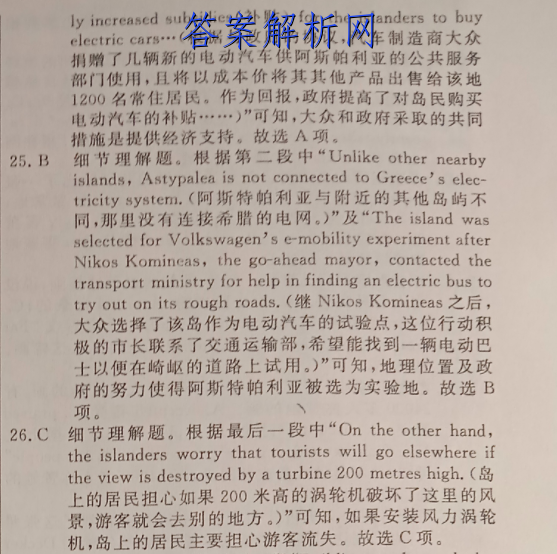 ly increased subsidies(补贴) for the islanders to buy
electric cars…(
答案解析网
车制造商大众
捐赠了几辆新的电动汽车供阿斯帕利亚的公共服务
部门使用,且将以成本价将其其他产品出售给该地
1200 名常住居民。作为回报,政府提高了对岛民购买
电动汽车的补贴……)”可知,大众和政府采取的共同
措施是提供经济支持。故选 A 项。
25. B 细节理解题。根据第二段中“Unlike other nearby
islands, Astypalea is not connected to Greece's elec-
tricity system. (阿斯特帕利亚与附近的其他岛屿不
同,那里没有连接希腊的电网。)”及“The island was
selected for Volkswagen's e-mobility experiment after
Nikos Komineas, the go-ahead mayor, contacted the
transport ministry for help in finding an electric bus to
try out on its rough roads. (继 Nikos Komineas 之后,
大众选择了该岛作为电动汽车的试验点,这位行动积
极的市长联系了交通运输部,希望能找到一辆电动巴
士以便在崎岖的道路上试用。)”可知,地理位置及政
府的努力使得阿斯特帕利亚被选为实验地。故选 B
项。
26. C 细节理解题。根据最后一段中“On the other hand,
the islanders worry that tourists will go elsewhere if
the view is destroyed by a turbine 200 metres high. (岛
上的居民担心如果 200 米高的涡轮机破坏了这里的风
景,游客就会去别的地方。)”可知,如果安装风力涡轮
机,岛上的居民主要担心游客流失。故选 C 项。